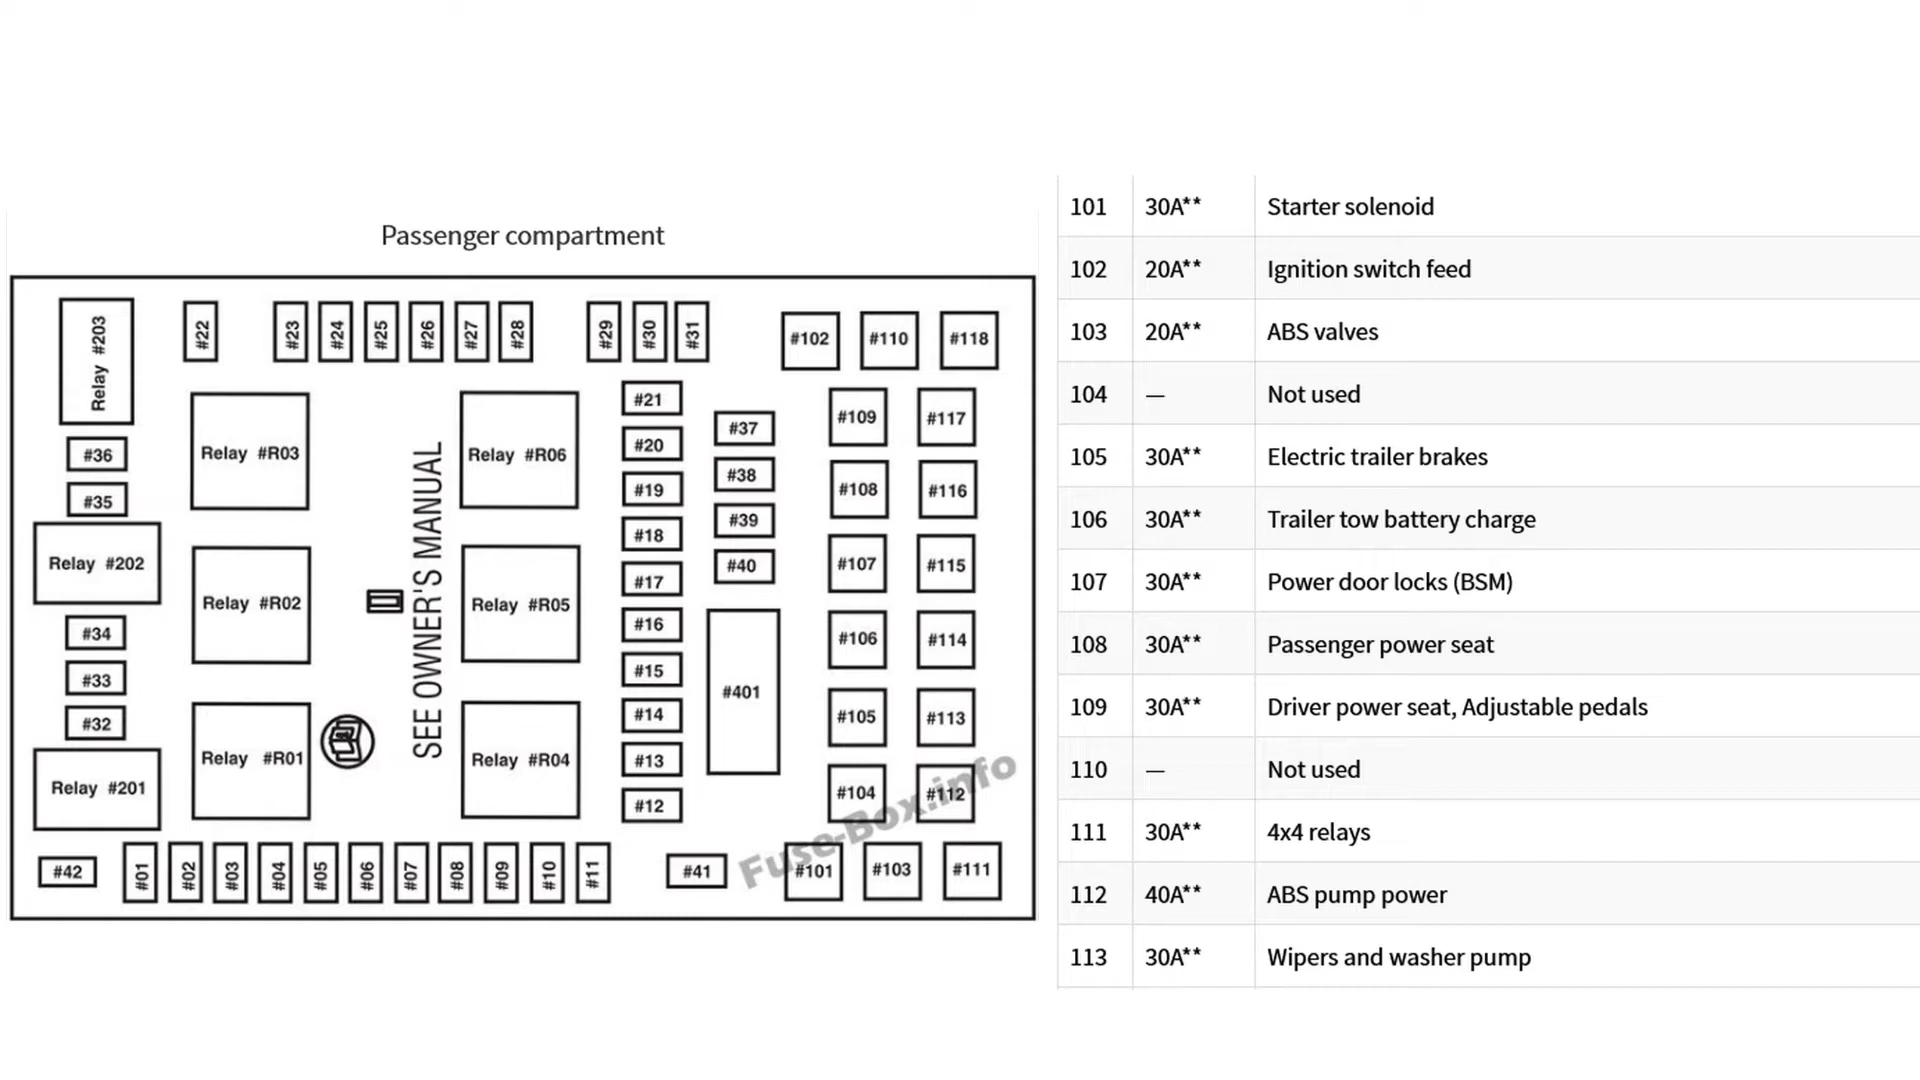 Passenger compartment
Relay #203
#22
#23
#24
#25
#26
#27
#28
#29
#30
#31
#102
#110
#118
#36
#35
Relay #R03
Relay #R06
#21
#20
#19
#18
#17
#16
#15
#14
#13
#12
#37
#38
#39
#40
#401
#109
#117
#108
#116
#107
#115
#106
#114
#105
#113
#104
#112
Relay #202
Relay #R02
SEE OWNER'S MANUAL
Relay #R05
#34
#33
#32
Relay #201
Relay #R01
Relay #R04
#42
#01
#02
#03
#04
#05
#06
#07
#08
#09
#10
#11
#41
#101
#103
#111
Fuse-Box.info
101 30A** Starter solenoid
102 20A** Ignition switch feed
103 20A** ABS valves
104 — Not used
105 30A** Electric trailer brakes
106 30A** Trailer tow battery charge
107 30A** Power door locks (BSM)
108 30A** Passenger power seat
109 30A** Driver power seat, Adjustable pedals
110 — Not used
111 30A** 4x4 relays
112 40A** ABS pump power
113 30A** Wipers and washer pump